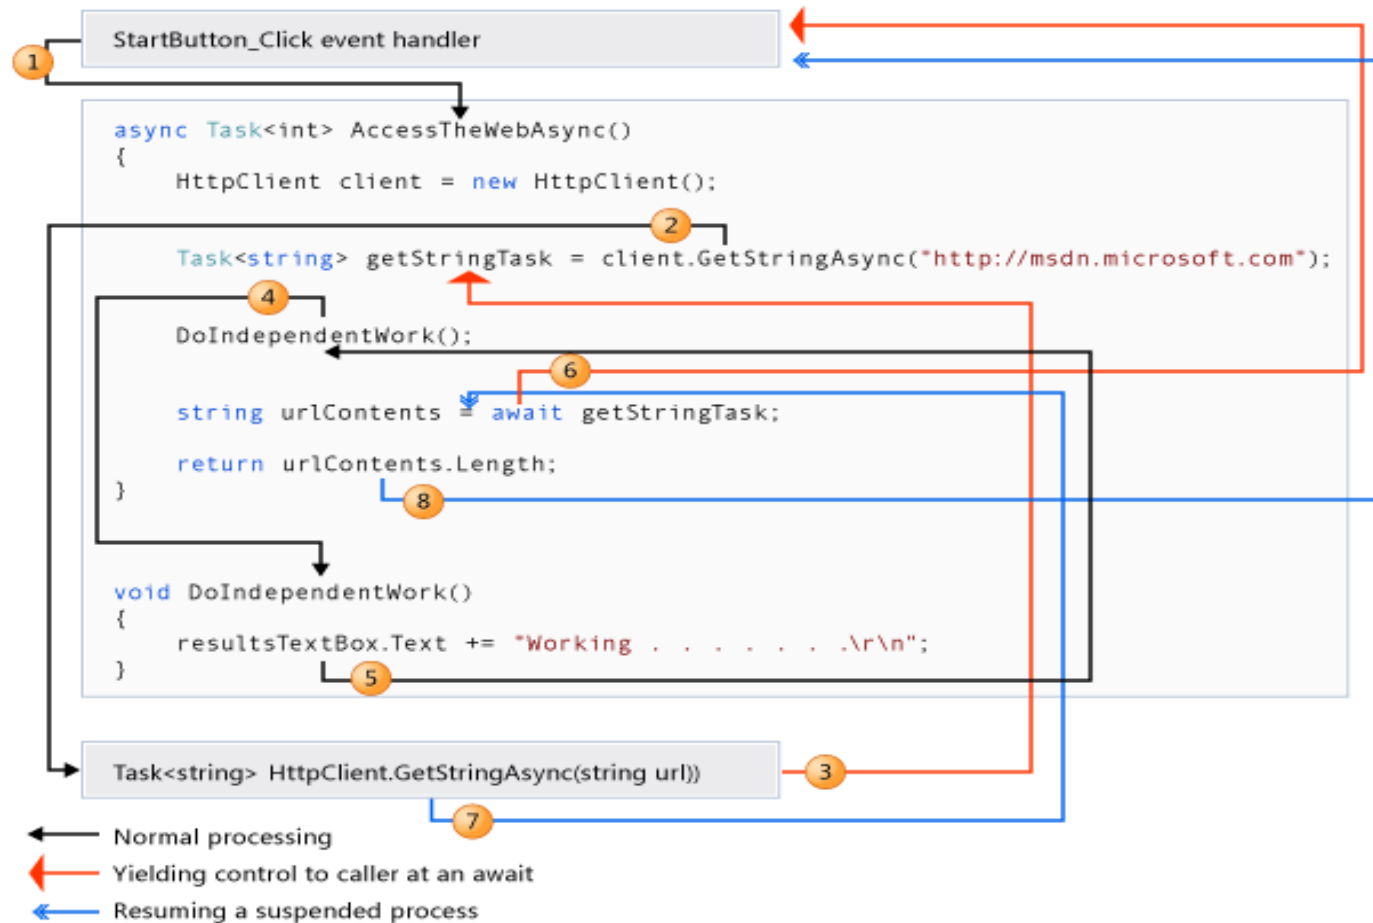 StartButton_Click event handler
1
async Task<int> AccessTheWebAsync()
{
HttpClient client = new HttpClient();
2
Task<string> getStringTask = client.GetStringAsync("http://msdn.microsoft.com");
4
DoIndependentWork();
6
string urlContents = await getStringTask;
return urlContents.Length;
}
8
void DoIndependentWork()
{
resultsTextBox.Text += "Working . . . . . . .\r\n";
}
5
Task<string> HttpClient.GetStringAsync(string url))
3
7
Normal processing
Yielding control to caller at an await
Resuming a suspended process